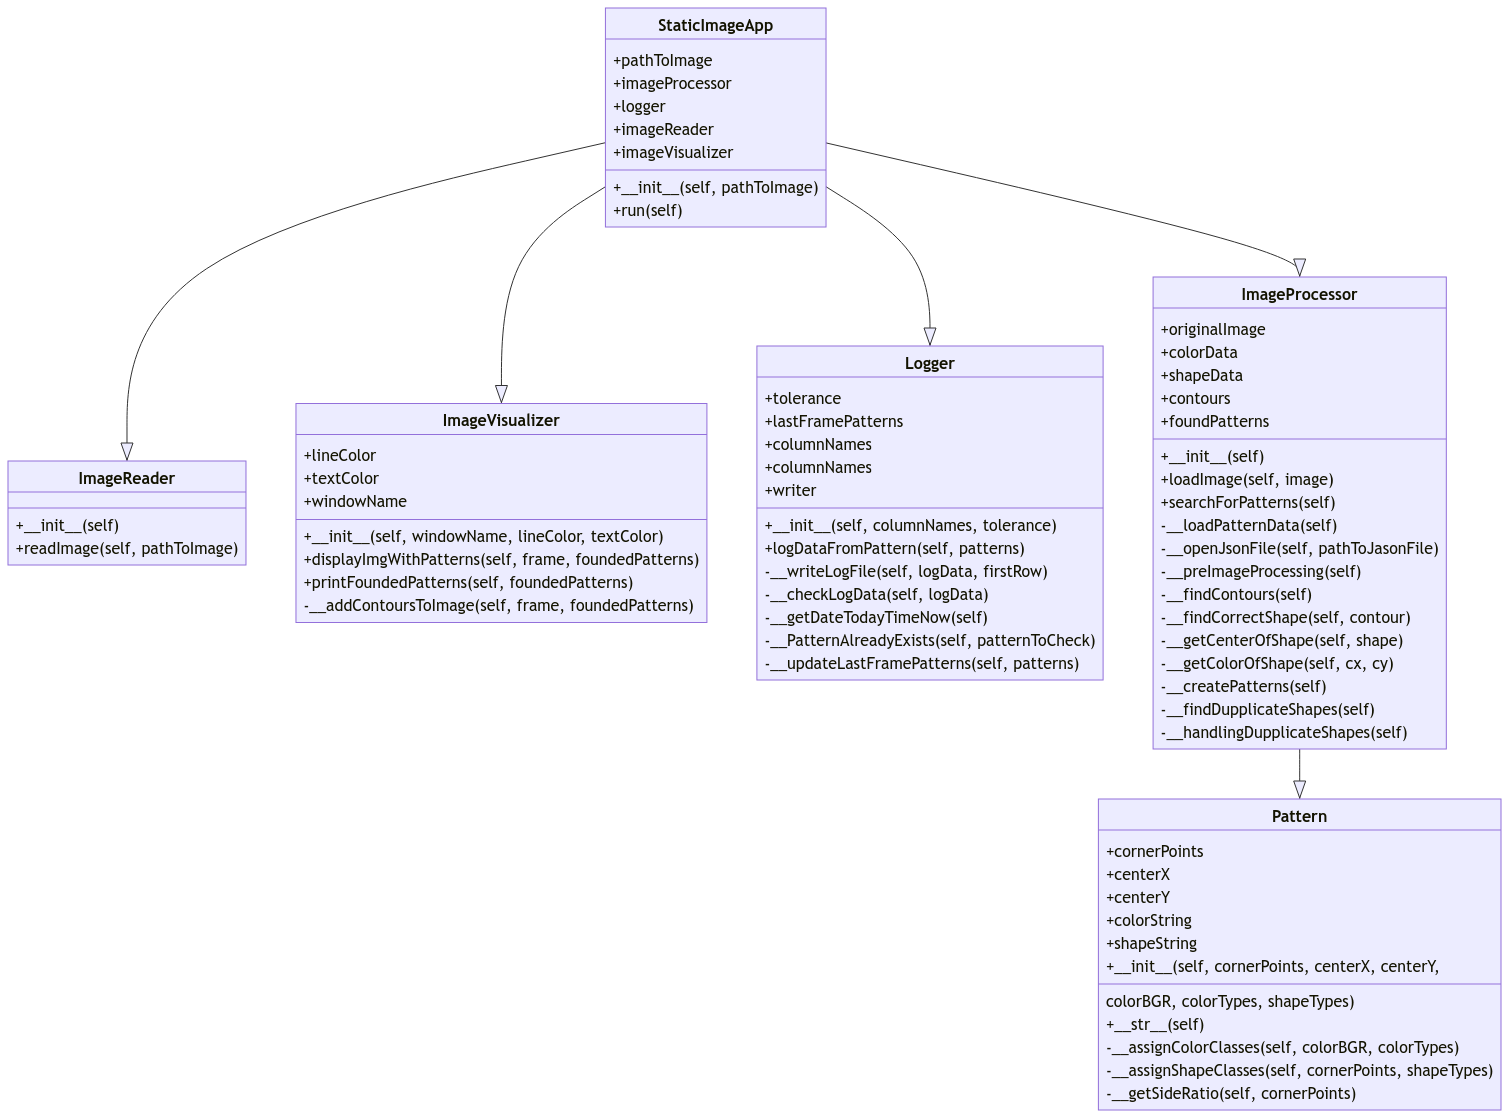 StaticImageApp
+pathToImage
+imageProcessor
+logger
+imageReader
+imageVisualizer
+__init__(self, pathToImage)
+run(self)
ImageReader
+__init__(self)
+readImage(self, pathToImage)
ImageVisualizer
+lineColor
+textColor
+windowName
+__init__(self, windowName, lineColor, textColor)
+displayImgWithPatterns(self, frame, foundedPatterns)
+printFoundedPatterns(self, foundedPatterns)
-__addContoursToImage(self, frame, foundedPatterns)
Logger
+tolerance
+lastFramePatterns
+columnNames
+columnNames
+writer
+__init__(self, columnNames, tolerance)
+logDataFromPattern(self, patterns)
-__writeLogFile(self, logData, firstRow)
-__checkLogData(self, logData)
-__getDateTodayTimeNow(self)
-__PatternAlreadyExists(self, patternToCheck)
-__updateLastFramePatterns(self, patterns)
ImageProcessor
+originalImage
+colorData
+shapeData
+contours
+foundPatterns
+__init__(self)
+loadImage(self, image)
+searchForPatterns(self)
-__loadPatternData(self)
-__openJsonFile(self, pathToJasonFile)
-__preImageProcessing(self)
-__findContours(self)
-__findCorrectShape(self, contour)
-__getCenterOfShape(self, shape)
-__getColorOfShape(self, cx, cy)
-__createPatterns(self)
-__findDupplicateShapes(self)
-__handlingDupplicateShapes(self)
Pattern
+cornerPoints
+centerX
+centerY
+colorString
+shapeString
+__init__(self, cornerPoints, centerX, centerY,
colorBGR, colorTypes, shapeTypes)
+__str__(self)
-__assignColorClasses(self, colorBGR, colorTypes)
-__assignShapeClasses(self, cornerPoints, shapeTypes)
-__getSideRatio(self, cornerPoints)